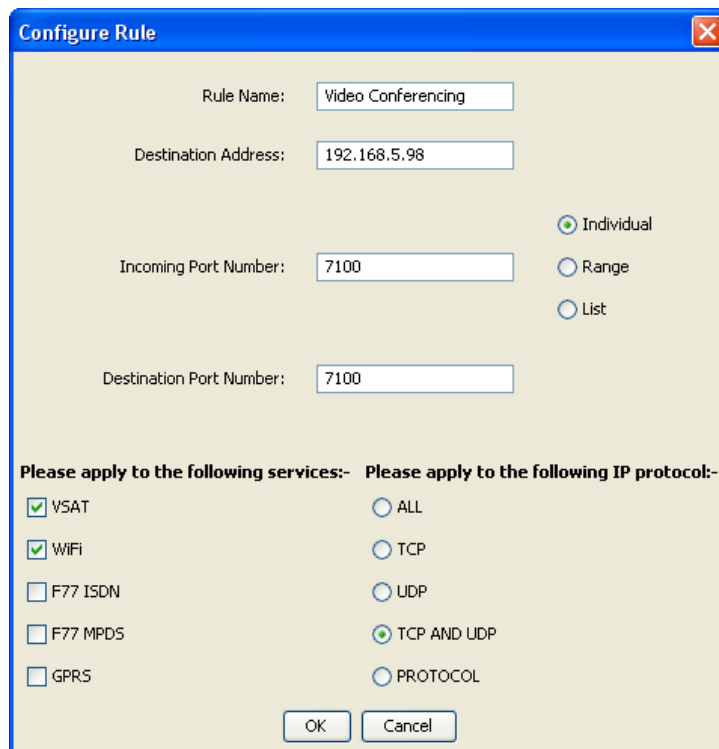 Configure Rule
Rule Name: Video Conferencing
Destination Address: 192.168.5.98
Individual
Incoming Port Number: 7100 Range
List
Destination Port Number: 7100
Please apply to the following services:- Please apply to the following IP protocol:-
VSAT ALL
WiFi TCP
F77 ISDN UDP
F77 MPDS TCP AND UDP
GPRS PROTOCOL
OK Cancel